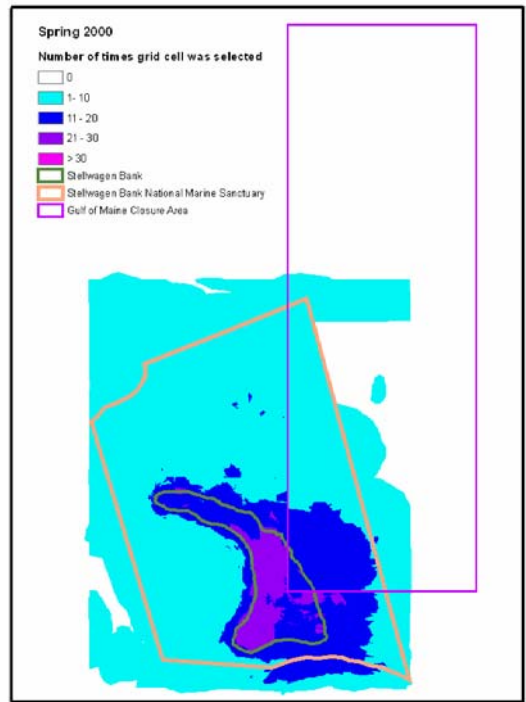 Spring 2000
Number of times grid cell was selected
0
1- 10
11 - 20
21 - 30
> 30
Stellwagen Bank
Stellwagen Bank National Marine Sanctuary
Gulf of Maine Closure Area